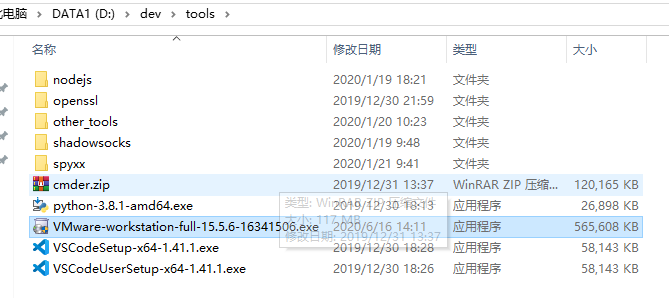 此电脑 › DATA1 (D:) › dev › tools ›
名称 修改日期 类型 大小
nodejs 2020/1/19 18:21 文件夹
openssl 2019/12/30 21:59 文件夹
other_tools 2020/1/20 10:23 文件夹
shadowsocks 2020/1/19 9:48 文件夹
spyxx 2020/1/21 9:41 文件夹
cmder.zip 2019/12/31 13:37 WinRAR ZIP 压缩... 120,165 KB
python-3.8.1-amd64.exe 2019/12/30 18:13 应用程序 26,898 KB
VMware-workstation-full-15.5.6-16341506.exe 2020/6/16 14:11 应用程序 565,608 KB
VSCodeSetup-x64-1.41.1.exe 2019/12/30 18:28 应用程序 58,143 KB
VSCodeUserSetup-x64-1.41.1.exe 2019/12/30 18:26 应用程序 58,143 KB
类型: WinRAR ZIP 压缩文件
大小: 117 MB
修改日期: 2019/12/31 13:37